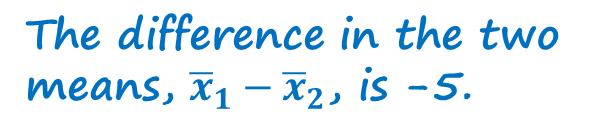 The difference in the two
means, x̅₁ − x̅₂, is -5.